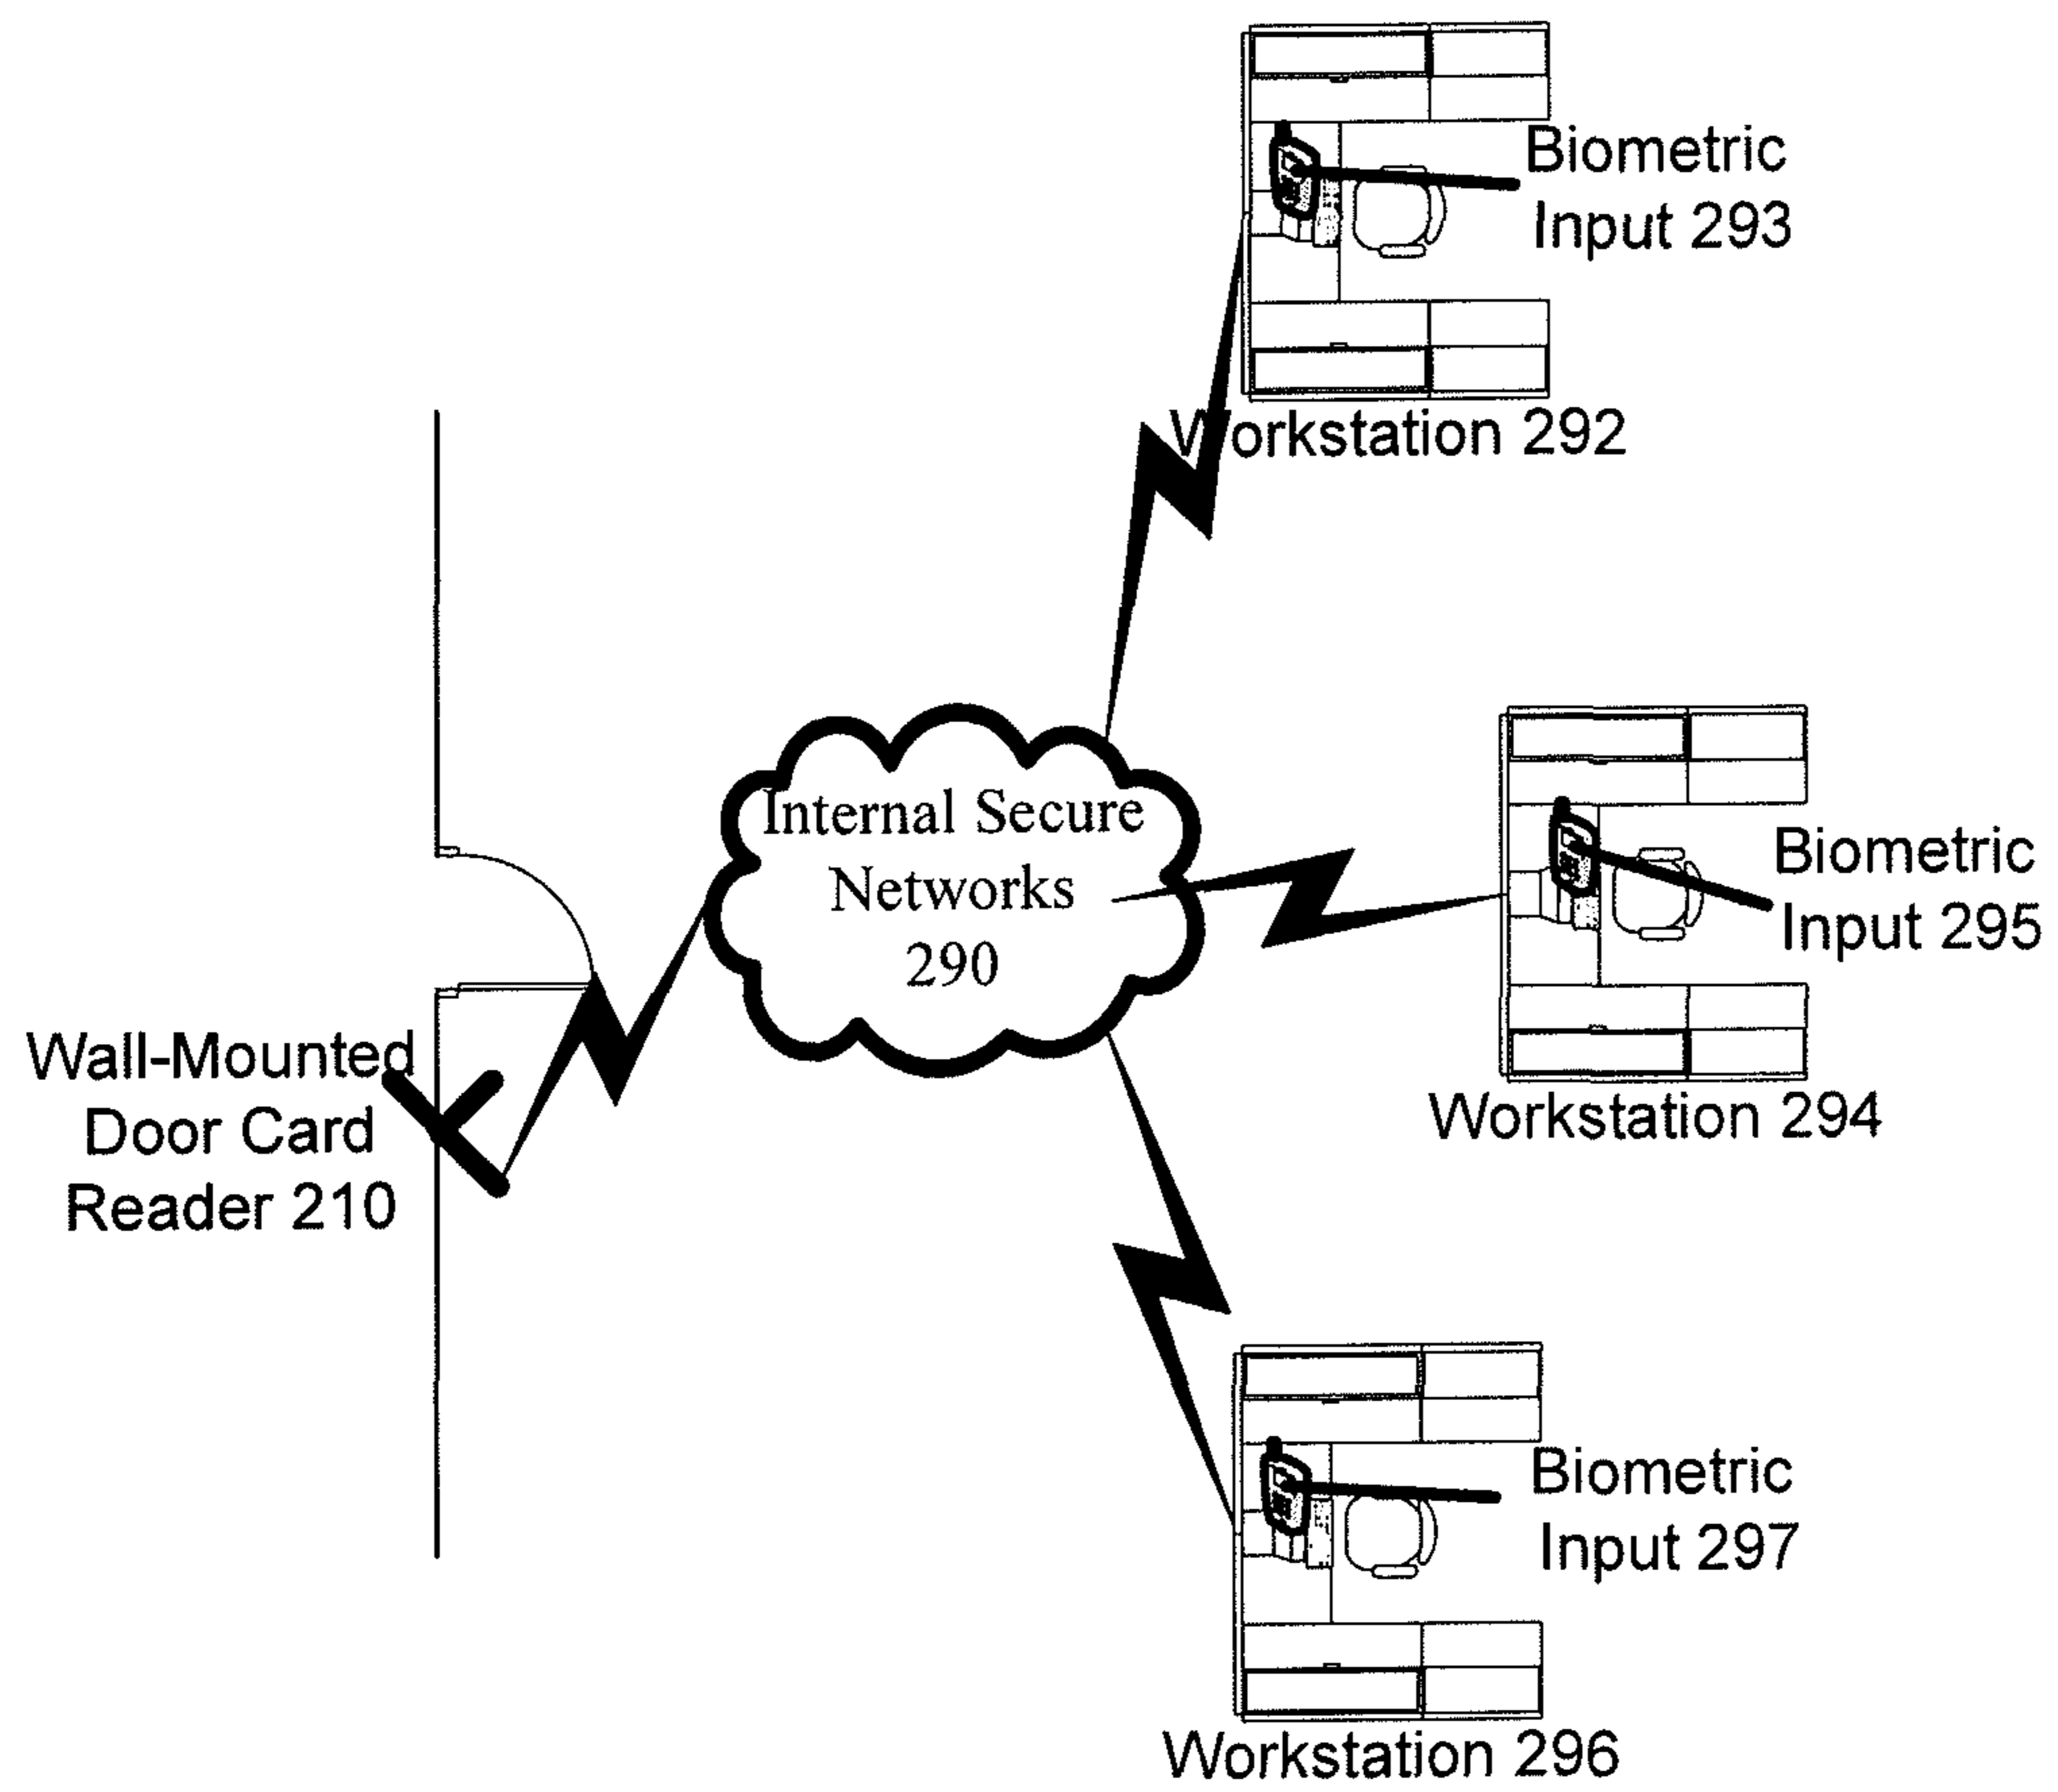 Biometric
Input 293
Workstation 292
Internal Secure
Networks
290
Biometric
Input 295
Workstation 294
Wall-Mounted
Door Card
Reader 210
Biometric
Input 297
Workstation 296